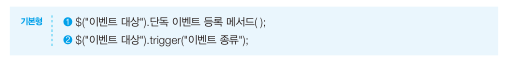 기본형 ❶ $("이벤트 대상").단독 이벤트 등록 메서드( );
❷ $("이벤트 대상").trigger("이벤트 종류");